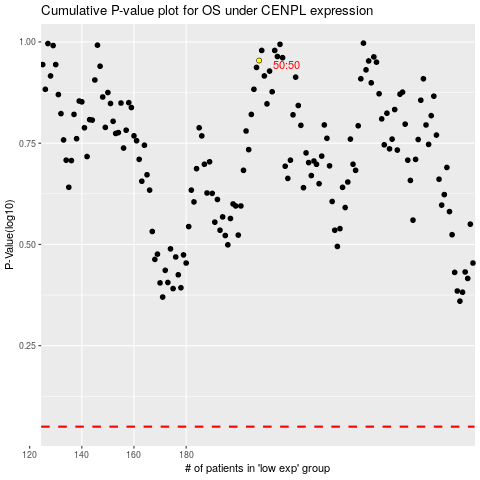 Cumulative P-value plot for OS under CENPL expression
1.00
50:50
0.75
P-Value(log10)
0.50
0.25
120 125 140 160 180
# of patients in 'low exp' group